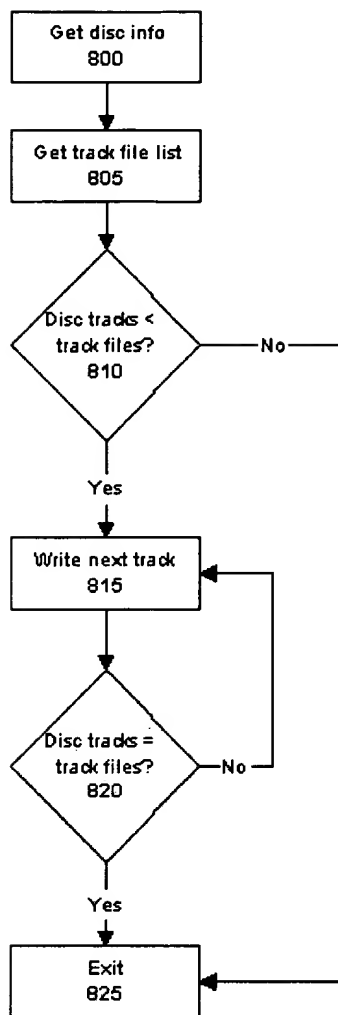 Get disc info
800
Get track file list
805
Disc tracks <
track files?
810
No
Yes
Write next track
815
Disc tracks =
track files?
820
No
Yes
Exit
825